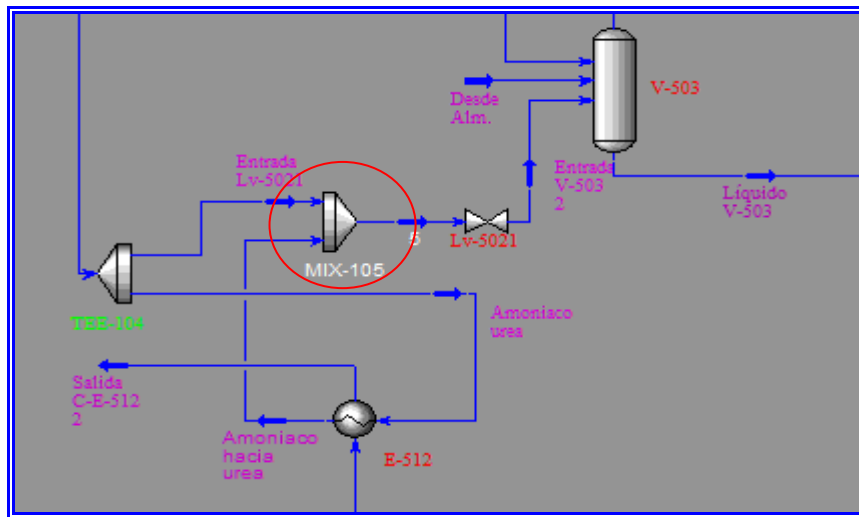 V-503
Desde
Alm.
Entrada
Lv-5021
Entrada
V-503
2
Líquido
V-503
5
Lv-5021
MIX-105
TEE-104
Amoniaco
urea
Salida
C-E-512
2
Amoniaco
hacia
urea
E-512